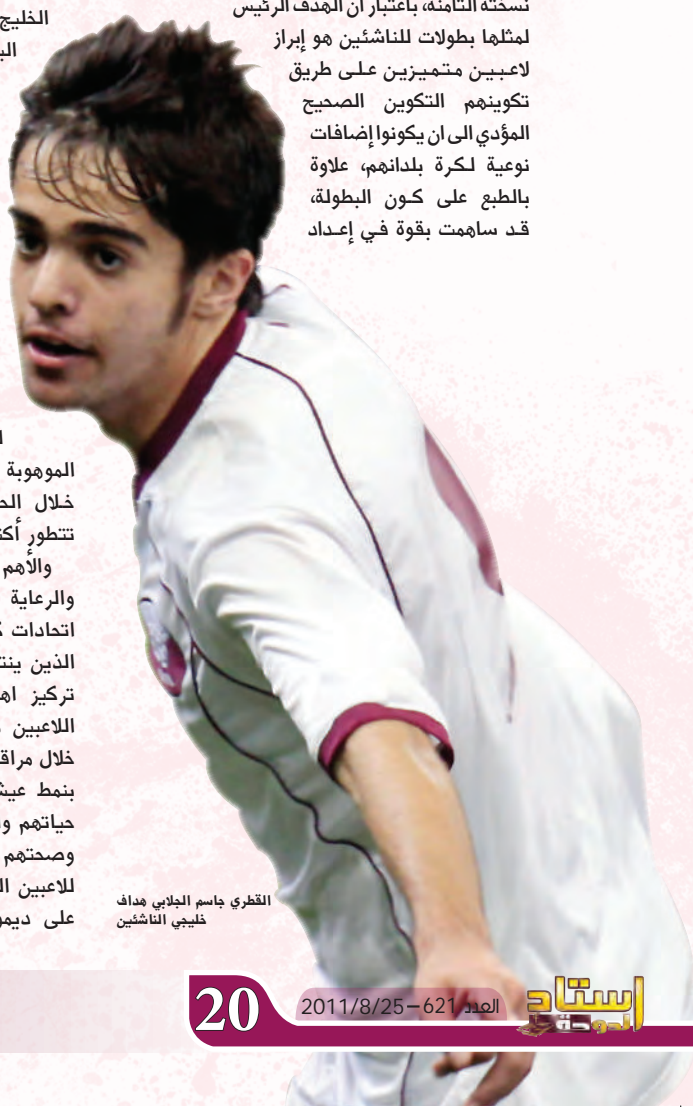 نسخته الثامنة، باعتبار ان الهدف الرئيس
لمثلها بطولات للناشئين هو إبراز
لاعبين متميزين على طريق
تكوينهم التكوين الصحيح
المؤدي الى ان يكونوا إضافات
نوعية لكرة بلدانهم، علاوة
بالطبع على كون البطولة،
قد ساهمت بقوة في إعداد
الخليج
الموهوبة
خلال
تتطور
والأهم
والرعاية
اتحادات
الذين
تركيز
اللاعبين
خلال
بنمط
حياتهم
وصحتهم
للاعبين
على
القطري جاسم الجلابي هداف
خليجي الناشئين
20
العدد 621–2011/8/25
إستاد
الدوحة